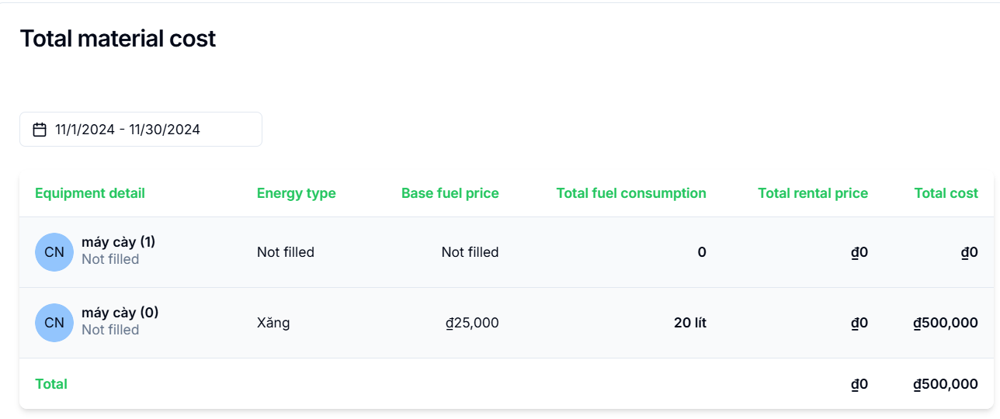 Total material cost
11/1/2024 - 11/30/2024
Equipment detail Energy type Base fuel price Total fuel consumption Total rental price Total cost
CN máy cày (1) Not filled Not filled Not filled 0 ₫0 ₫0
CN máy cày (0) Not filled Xăng ₫25,000 20 lít ₫0 ₫500,000
Total ₫0 ₫500,000